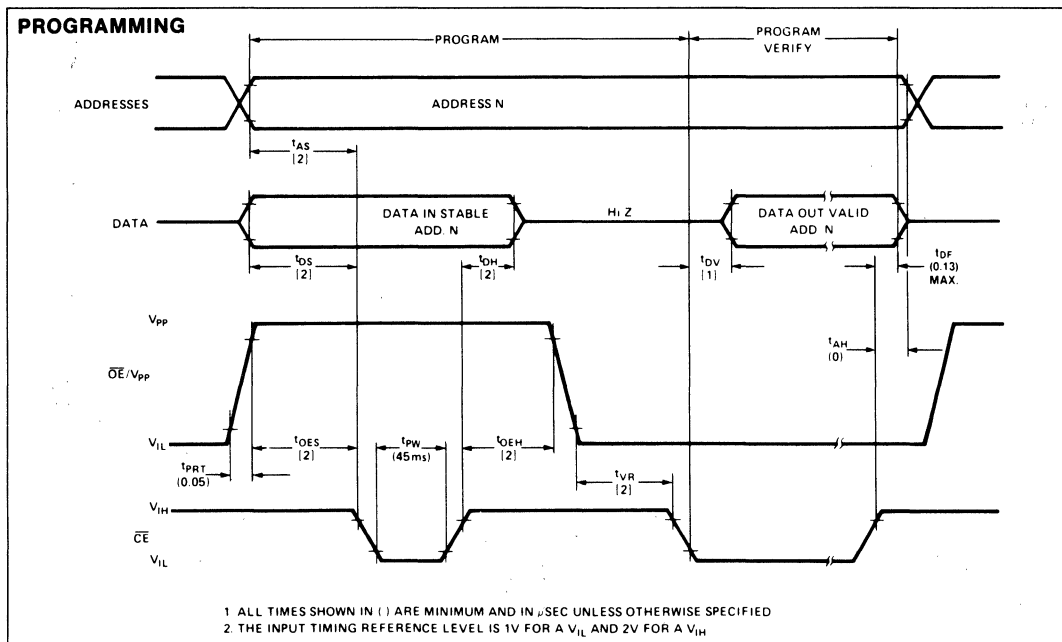 PROGRAMMING
PROGRAM
PROGRAM
VERIFY
ADDRESSES
ADDRESS N
tAS
[2]
DATA
DATA IN STABLE
ADD. N
Hi Z
DATA OUT VALID
ADD N
tDS
[2]
tDH
[2]
tDV
[1]
tDF
(0.13)
MAX.
VPP
OE/VPP
VIL
tAH
(0)
tOES
[2]
tPW
(45ms)
tOEH
[2]
tPRT
(0.05)
tVR
[2]
VIH
CE
VIL
1 ALL TIMES SHOWN IN ( ) ARE MINIMUM AND IN μSEC UNLESS OTHERWISE SPECIFIED
2. THE INPUT TIMING REFERENCE LEVEL IS 1V FOR A VIL AND 2V FOR A VIH